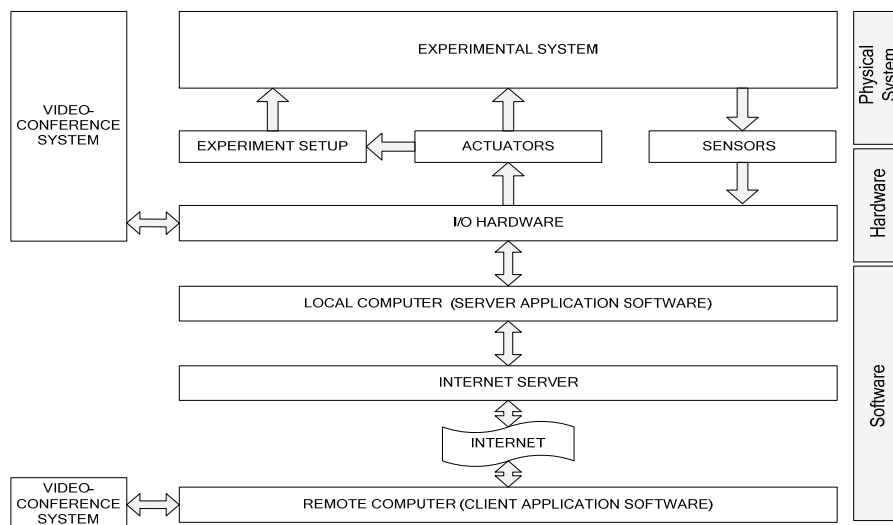 EXPERIMENTAL SYSTEM
Physical
System
VIDEO-
CONFERENCE
SYSTEM
EXPERIMENT SETUP
ACTUATORS
SENSORS
Hardware
I/O HARDWARE
LOCAL COMPUTER (SERVER APPLICATION SOFTWARE)
INTERNET SERVER
Software
INTERNET
VIDEO-
CONFERENCE
SYSTEM
REMOTE COMPUTER (CLIENT APPLICATION SOFTWARE)